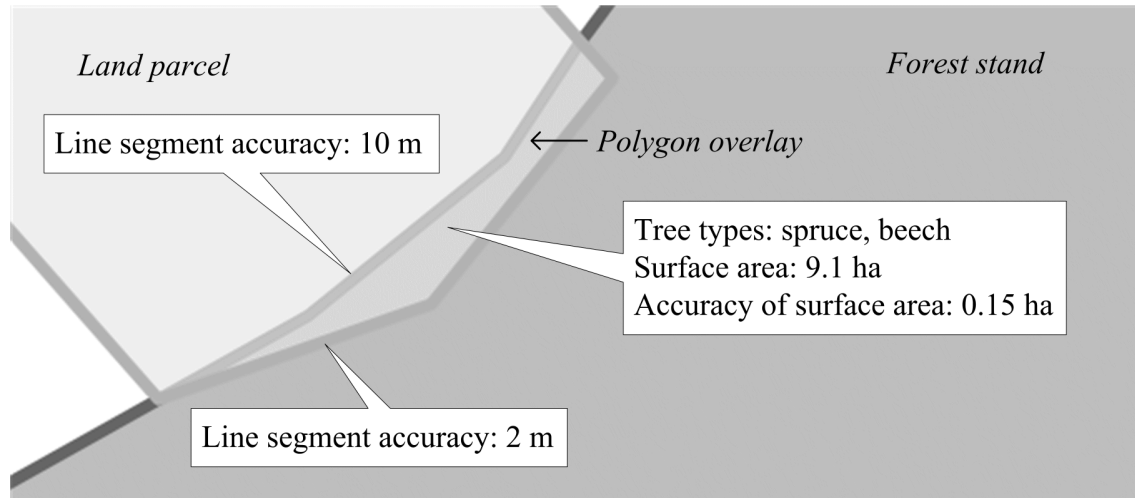 Land parcel
Forest stand
Line segment accuracy: 10 m
Polygon overlay
Tree types: spruce, beech
Surface area: 9.1 ha
Accuracy of surface area: 0.15 ha
Line segment accuracy: 2 m